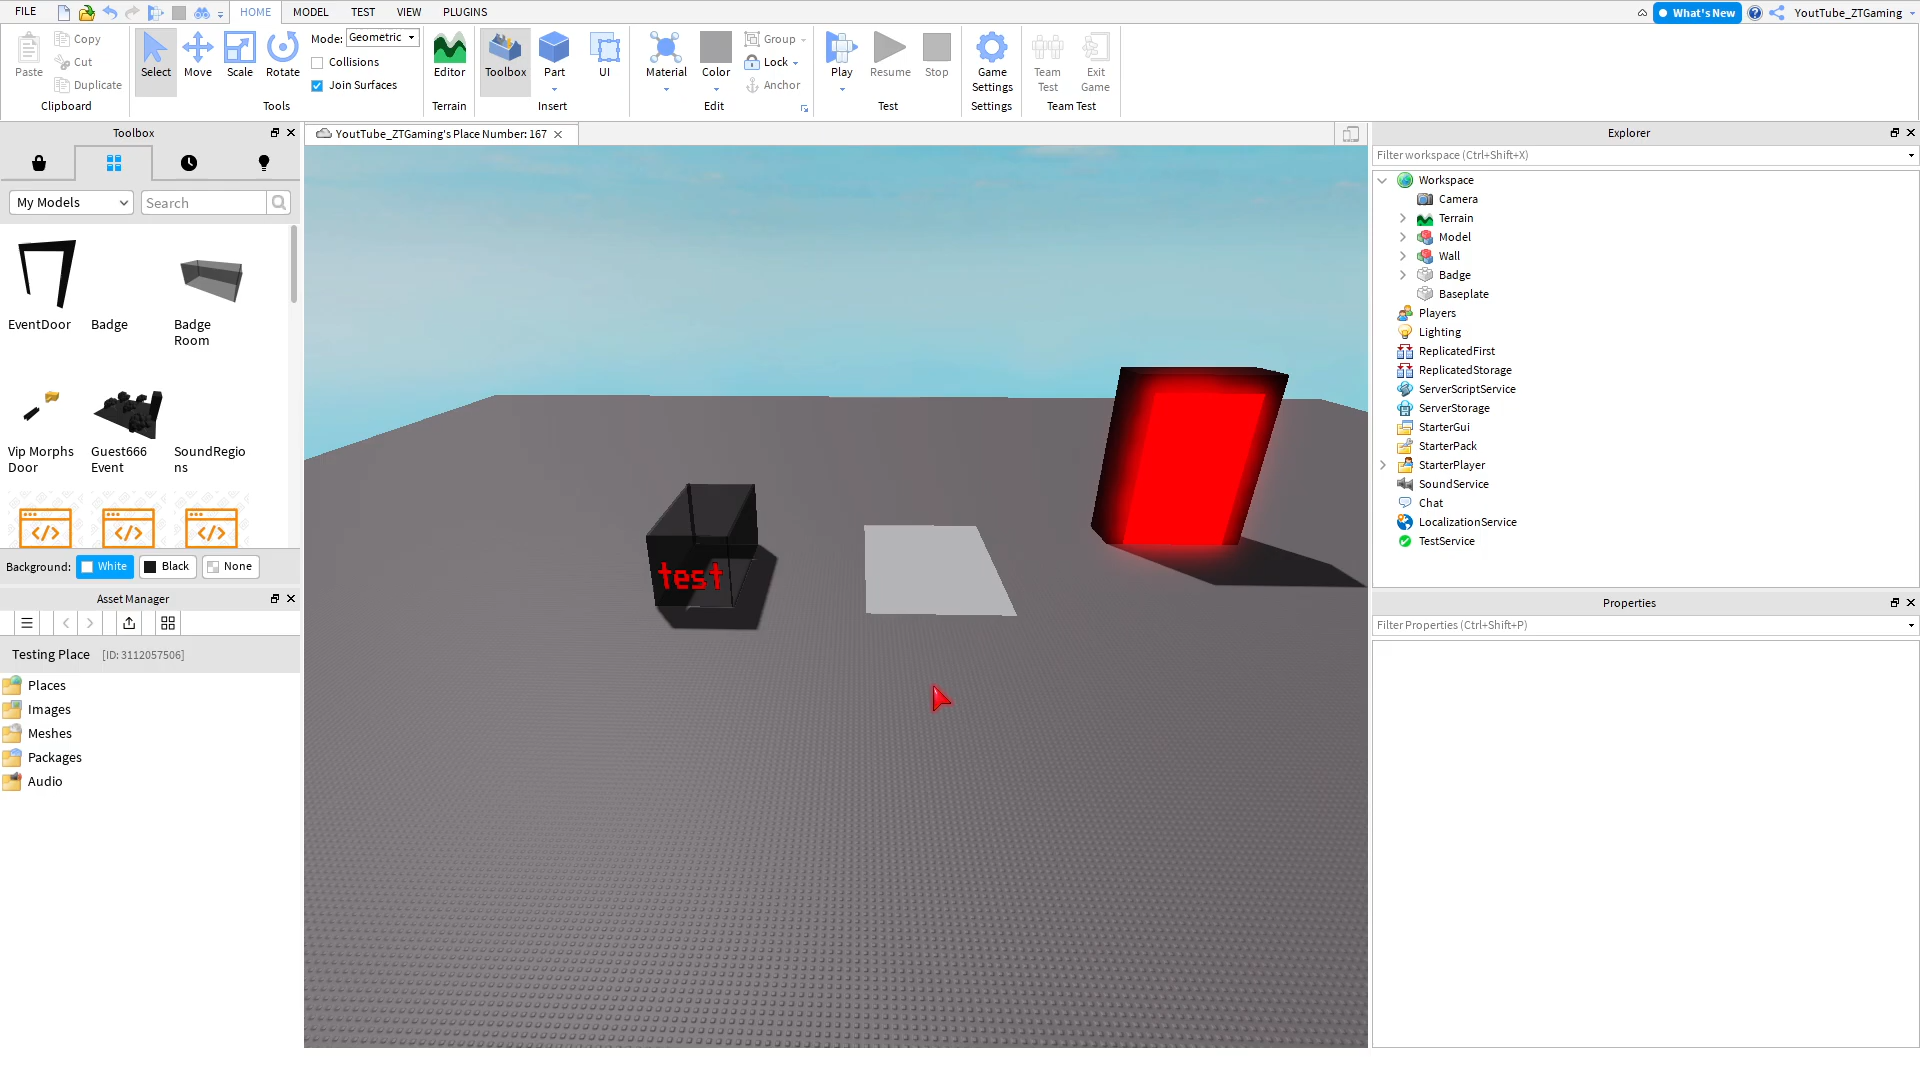 FILE
HOME
MODEL
TEST
VIEW
PLUGINS
What's New
YoutTube_ZTGaming
Paste
Copy
Cut
Duplicate
Clipboard
Select
Move
Scale
Rotate
Mode: Geometric
Collisions
Join Surfaces
Tools
Editor
Terrain
Toolbox
Part
UI
Insert
Material
Color
Group
Lock
Anchor
Edit
Play
Resume
Stop
Test
Game
Settings
Settings
Team
Test
Exit
Game
Team Test
Toolbox
My Models
Search
EventDoor
Badge
Badge
Room
Vip Morphs
Door
Guest666
Event
SoundRegio
ns
Background:
White
Black
None
Asset Manager
Testing Place [ID: 3112057506]
Places
Images
Meshes
Packages
Audio
YoutTube_ZTGaming's Place Number: 167
test
Explorer
Filter workspace (Ctrl+Shift+X)
Workspace
Camera
Terrain
Model
Wall
Badge
Baseplate
Players
Lighting
ReplicatedFirst
ReplicatedStorage
ServerScriptService
ServerStorage
StarterGui
StarterPack
StarterPlayer
SoundService
Chat
LocalizationService
TestService
Properties
Filter Properties (Ctrl+Shift+P)